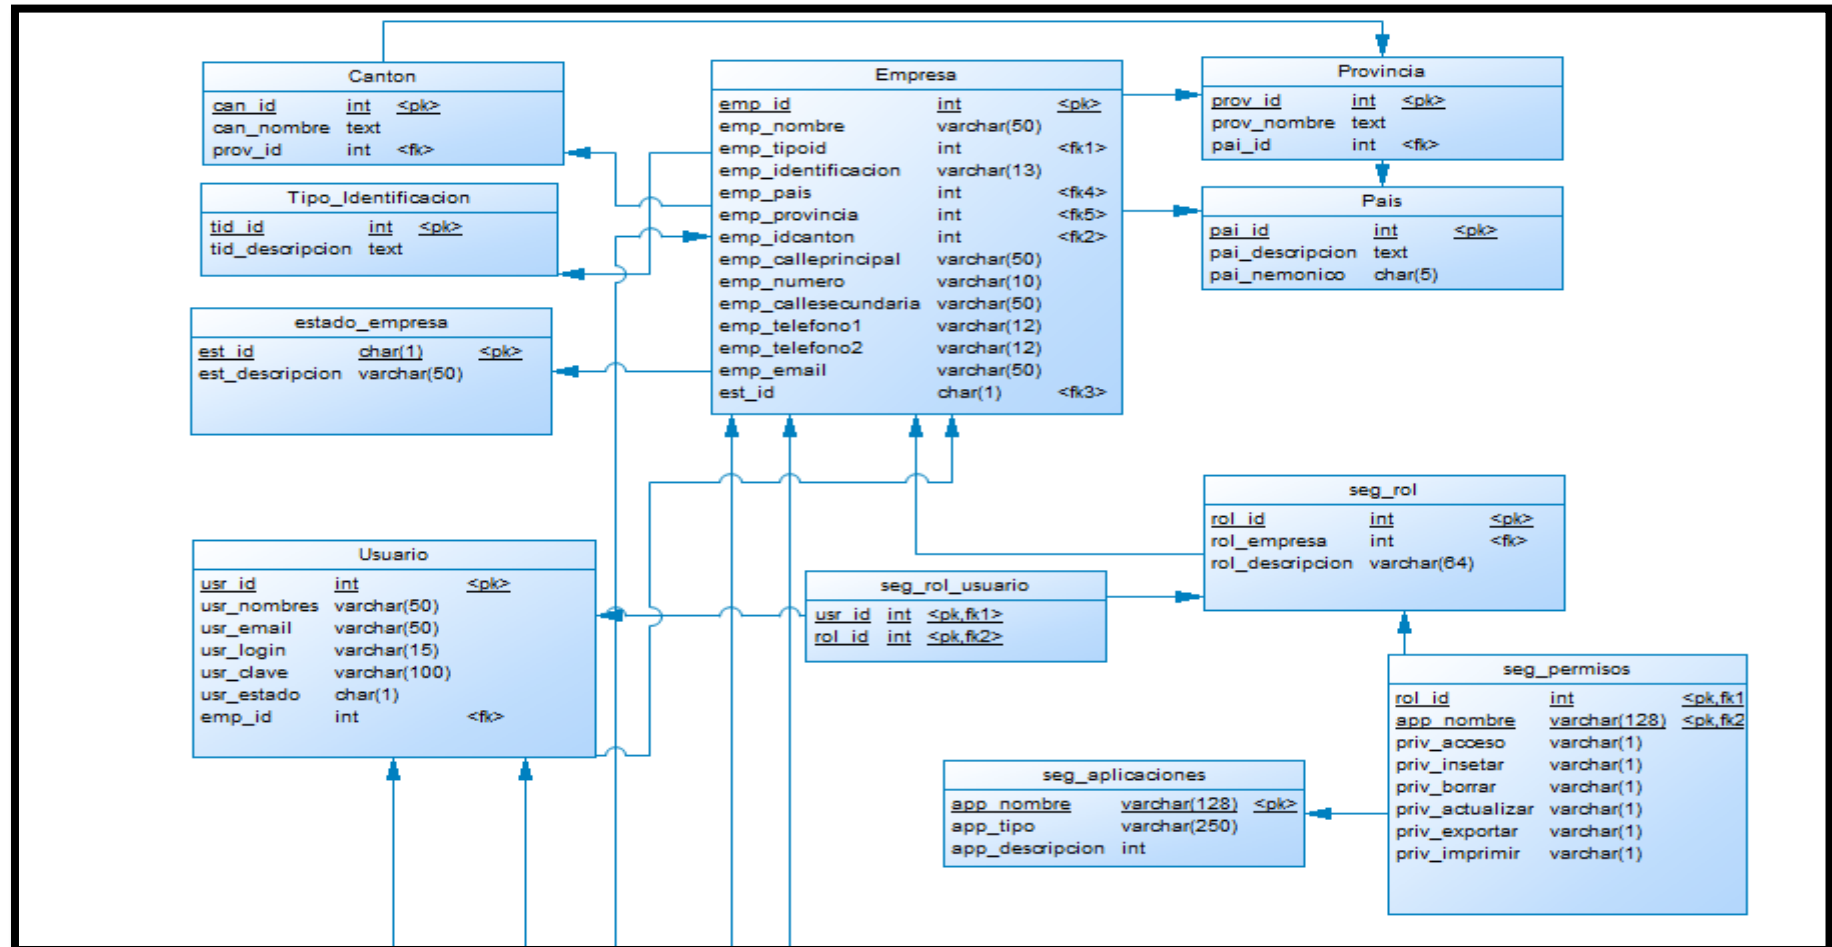 Canton
can_id int <pk>
can_nombre text
prov_id int <fk>
Empresa
emp_id int <pk>
emp_nombre varchar(50)
emp_tipoid int <fk1>
emp_identificacion varchar(13)
emp_pais int <fk4>
emp_provincia int <fk5>
emp_idcanton int <fk2>
emp_calleprincipal varchar(50)
emp_numero varchar(10)
emp_callesecundaria varchar(50)
emp_telefono1 varchar(12)
emp_telefono2 varchar(12)
emp_email varchar(50)
est_id char(1) <fk3>
Provincia
prov_id int <pk>
prov_nombre text
pai_id int <fk>
Tipo_Identificacion
tid_id int <pk>
tid_descripcion text
Pais
pai_id int <pk>
pai_descripcion text
pai_nemonico char(5)
estado_empresa
est_id char(1) <pk>
est_descripcion varchar(50)
seg_rol
rol_id int <pk>
rol_empresa int <fk>
rol_descripcion varchar(64)
Usuario
usr_id int <pk>
usr_nombres varchar(50)
usr_email varchar(50)
usr_login varchar(15)
usr_clave varchar(100)
usr_estado char(1)
emp_id int <fk>
seg_rol_usuario
usr_id int <pk,fk1>
rol_id int <pk,fk2>
seg_permisos
rol_id int <pk,fk1
app_nombre varchar(128) <pk,fk2
priv_acceso varchar(1)
priv_insetar varchar(1)
priv_borrar varchar(1)
priv_actualizar varchar(1)
priv_exportar varchar(1)
priv_imprimir varchar(1)
seg_aplicaciones
app_nombre varchar(128) <pk>
app_tipo varchar(250)
app_descripcion int